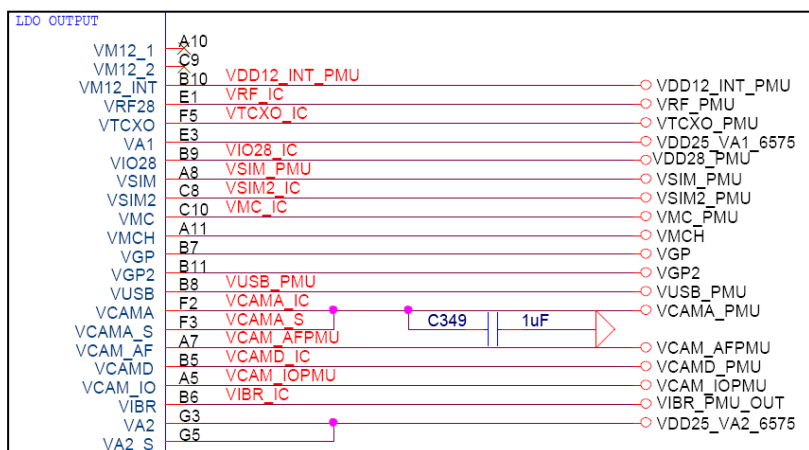 LDO OUTPUT
VM12_1 A10
VM12_2 C9
VM12_INT B10 VDD12_INT_PMU VDD12_INT_PMU
VRF28 E1 VRF_IC VRF_PMU
VTCXO F5 VTCXO_IC VTCXO_PMU
VA1 E3 VDD25_VA1_6575
VIO28 B9 VIO28_IC VDD28_PMU
VSIM A8 VSIM_PMU VSIM_PMU
VSIM2 C8 VSIM2_IC VSIM2_PMU
VMC C10 VMC_IC VMC_PMU
VMCH A11 VMCH
VGP B7 VGP
VGP2 B11 VGP2
VUSB B8 VUSB_PMU VUSB_PMU
VCAMA F2 VCAMA_IC VCAMA_PMU
VCAMA_S F3 VCAMA_S C349 1uF
VCAM_AF A7 VCAM_AFPMU VCAM_AFPMU
VCAMD B5 VCAMD_IC VCAMD_PMU
VCAM_IO A5 VCAM_IOPMU VCAM_IOPMU
VIBR B6 VIBR_IC VIBR_PMU_OUT
VA2 G3 VDD25_VA2_6575
VA2_S G5